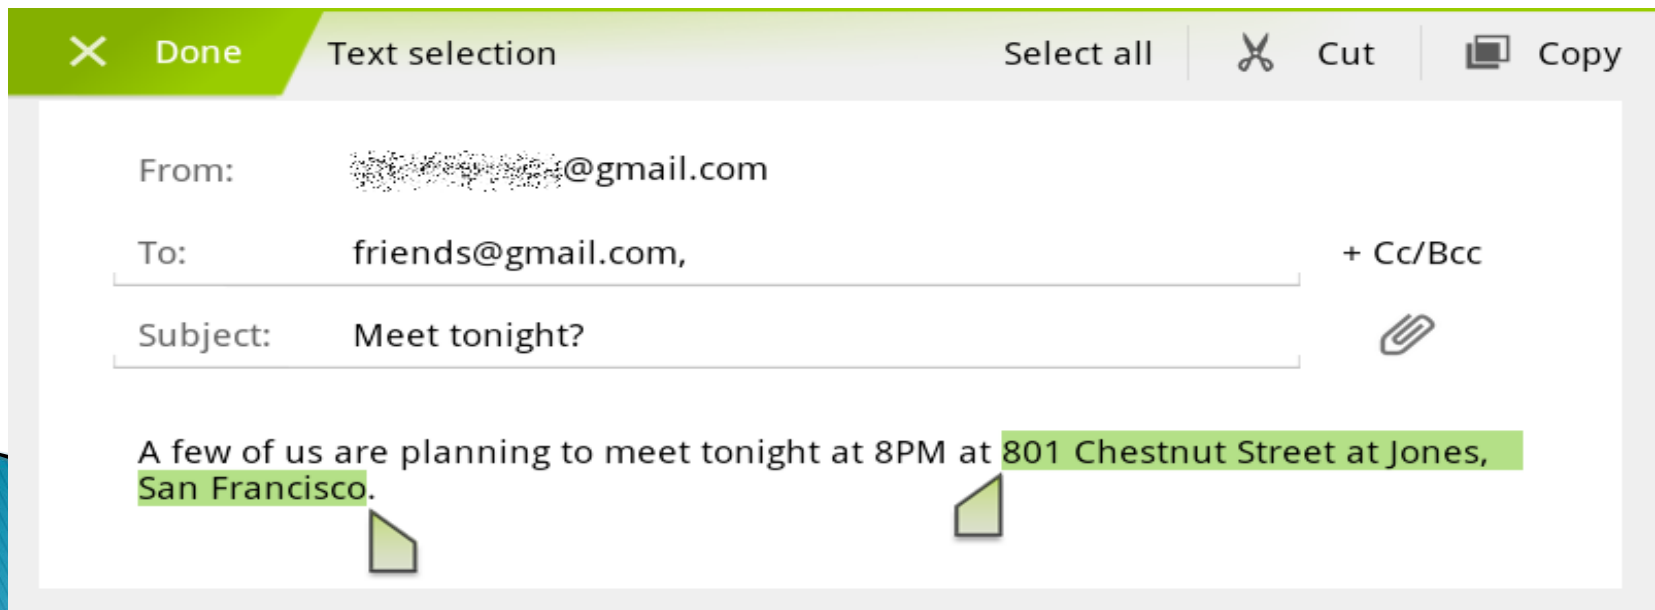 Done Text selection Select all Cut Copy
From: @gmail.com
To: friends@gmail.com, + Cc/Bcc
Subject: Meet tonight?
A few of us are planning to meet tonight at 8PM at 801 Chestnut Street at Jones,
San Francisco.